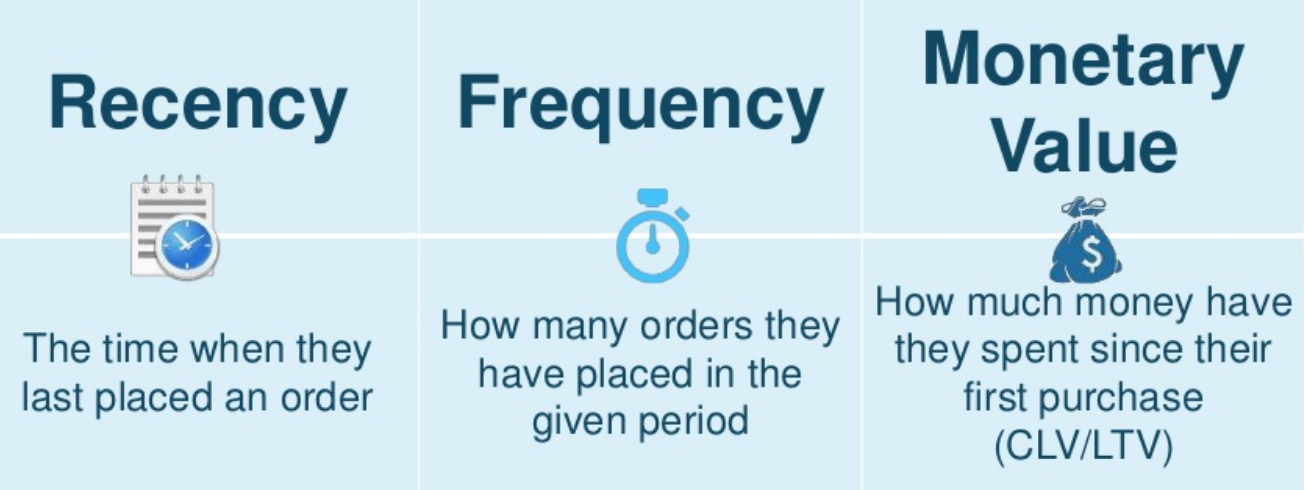 Recency
The time when they
last placed an order
Frequency
How many orders they
have placed in the
given period
Monetary
Value
$
How much money have
they spent since their
first purchase
(CLV/LTV)